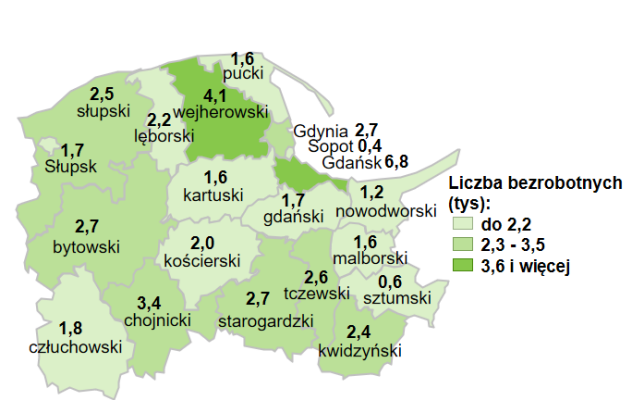 1,6
pucki
2,5
słupski
4,1
wejherowski
2,2
lęborski
Gdynia 2,7
Sopot 0,4
Gdańsk 6,8
1,7
Słupsk
1,6
kartuski
1,7
gdański
1,2
nowodworski
2,7
bytowski
2,0
kościerski
1,6
malborski
2,6
tczewski
0,6
sztumski
3,4
chojnicki
2,7
starogardzki
1,8
człuchowski
2,4
kwidzyński
Liczba bezrobotnych
(tys):
do 2,2
2,3 - 3,5
3,6 i więcej